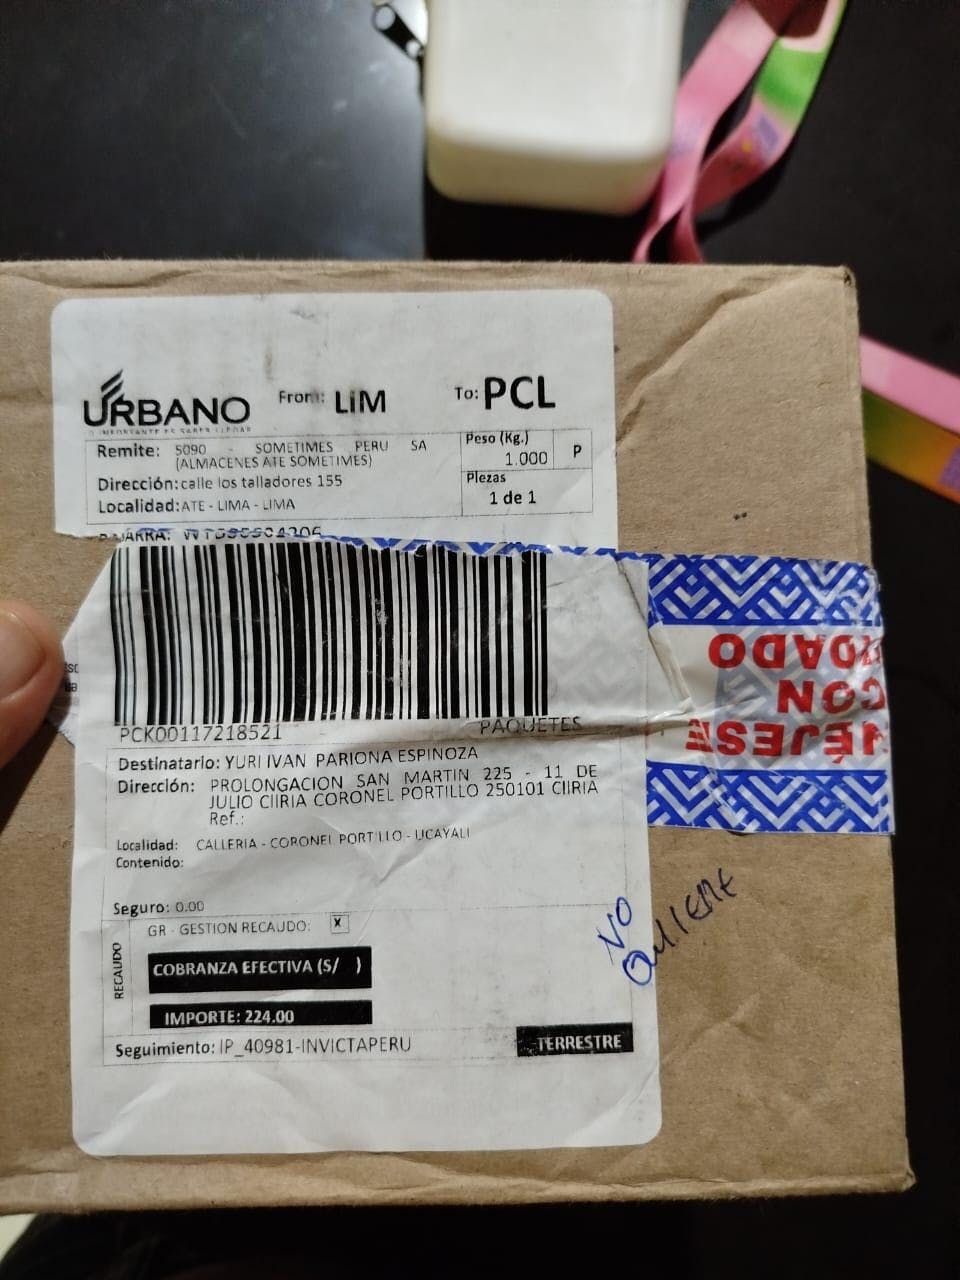 URBANO
From: LIM
To: PCL
Remite: 5090 - SOMETIMES PERU SA
(ALMACENES ATE SOMETIMES)
Peso (Kg.)
1.000
P
Dirección: calle los talladores 155
Piezas
1 de 1
Localidad: ATE - LIMA - LIMA
PCK00117218521
PAQUETES
Destinatario: YURI IVAN PARIONA ESPINOZA
Dirección: PROLONGACION SAN MARTIN 225 - 11 DE
JULIO CIIRIA CORONEL PORTILLO 250101 CIIRIA
Ref.:
Localidad: CALLERIA - CORONEL PORTILLO - UCAYALI
Contenido:
Seguro: 0.00
RECAUDO
GR - GESTION RECAUDO: X
COBRANZA EFECTIVA (S/ )
IMPORTE: 224.00
Seguimiento: IP_40981-INVICTAPERU
TERRESTRE
CON
NO